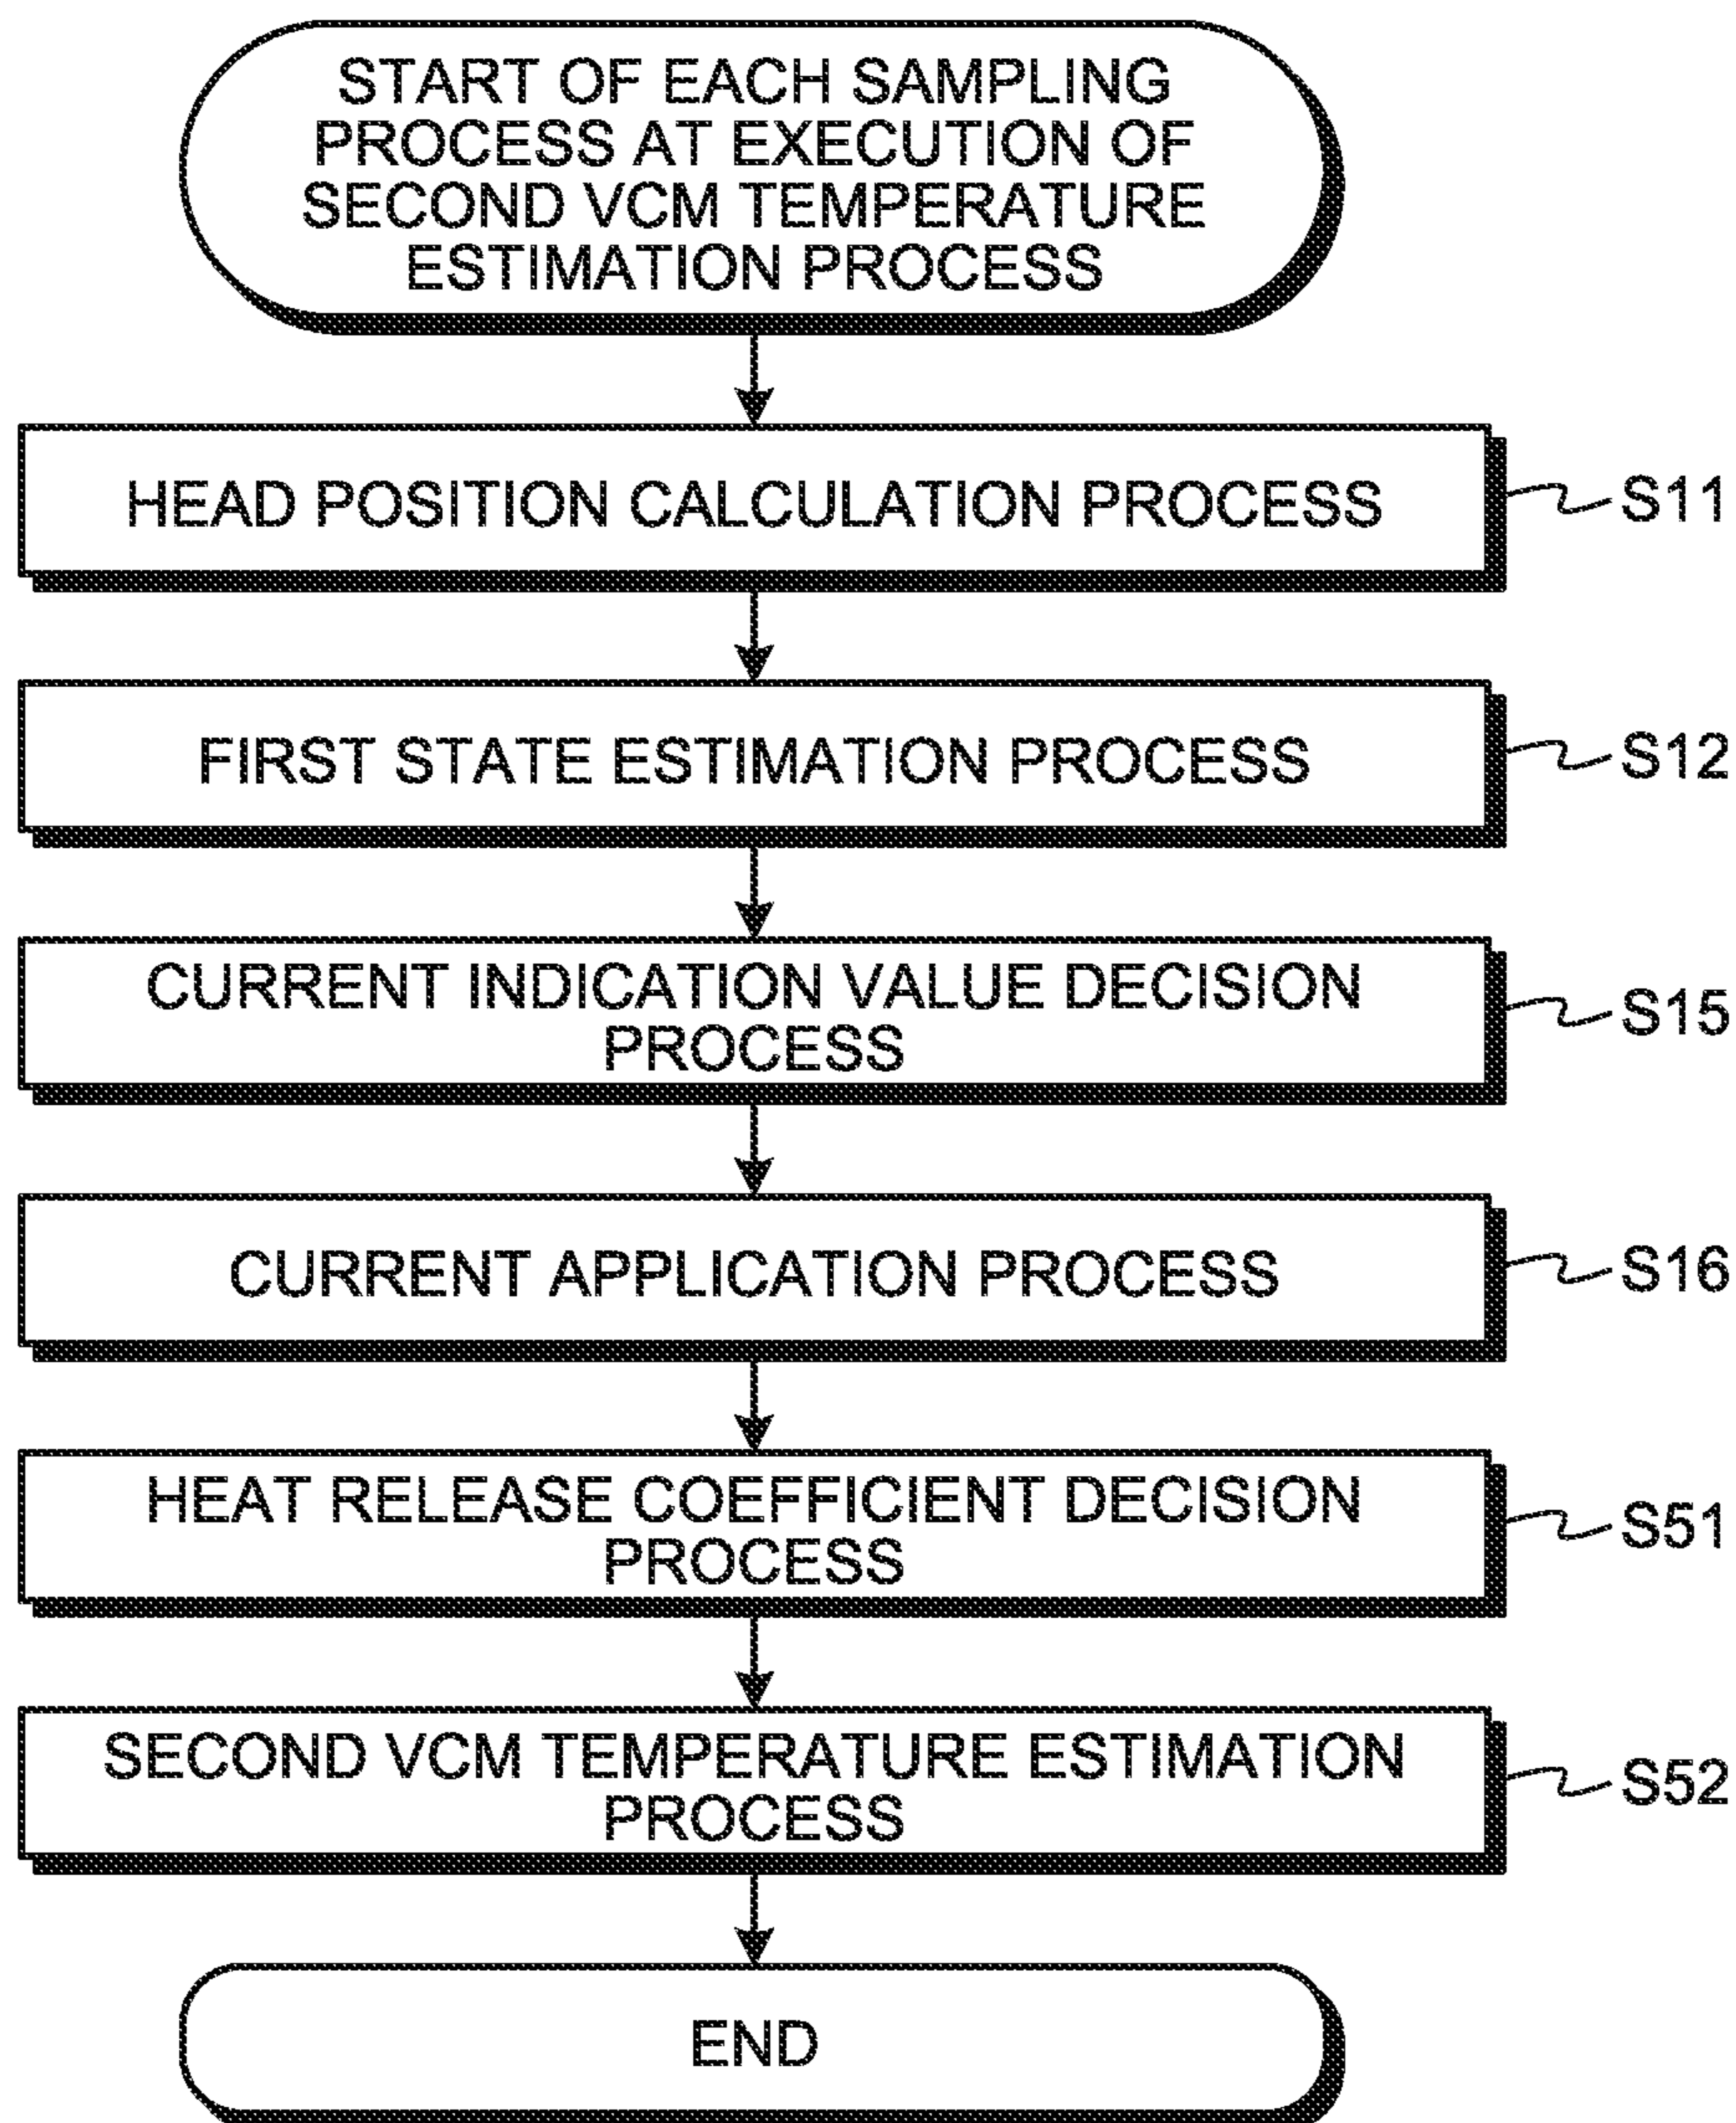 START OF EACH SAMPLING
PROCESS AT EXECUTION OF
SECOND VCM TEMPERATURE
ESTIMATION PROCESS
HEAD POSITION CALCULATION PROCESS
S11
FIRST STATE ESTIMATION PROCESS
S12
CURRENT INDICATION VALUE DECISION
PROCESS
S15
CURRENT APPLICATION PROCESS
S16
HEAT RELEASE COEFFICIENT DECISION
PROCESS
S51
SECOND VCM TEMPERATURE ESTIMATION
PROCESS
S52
END